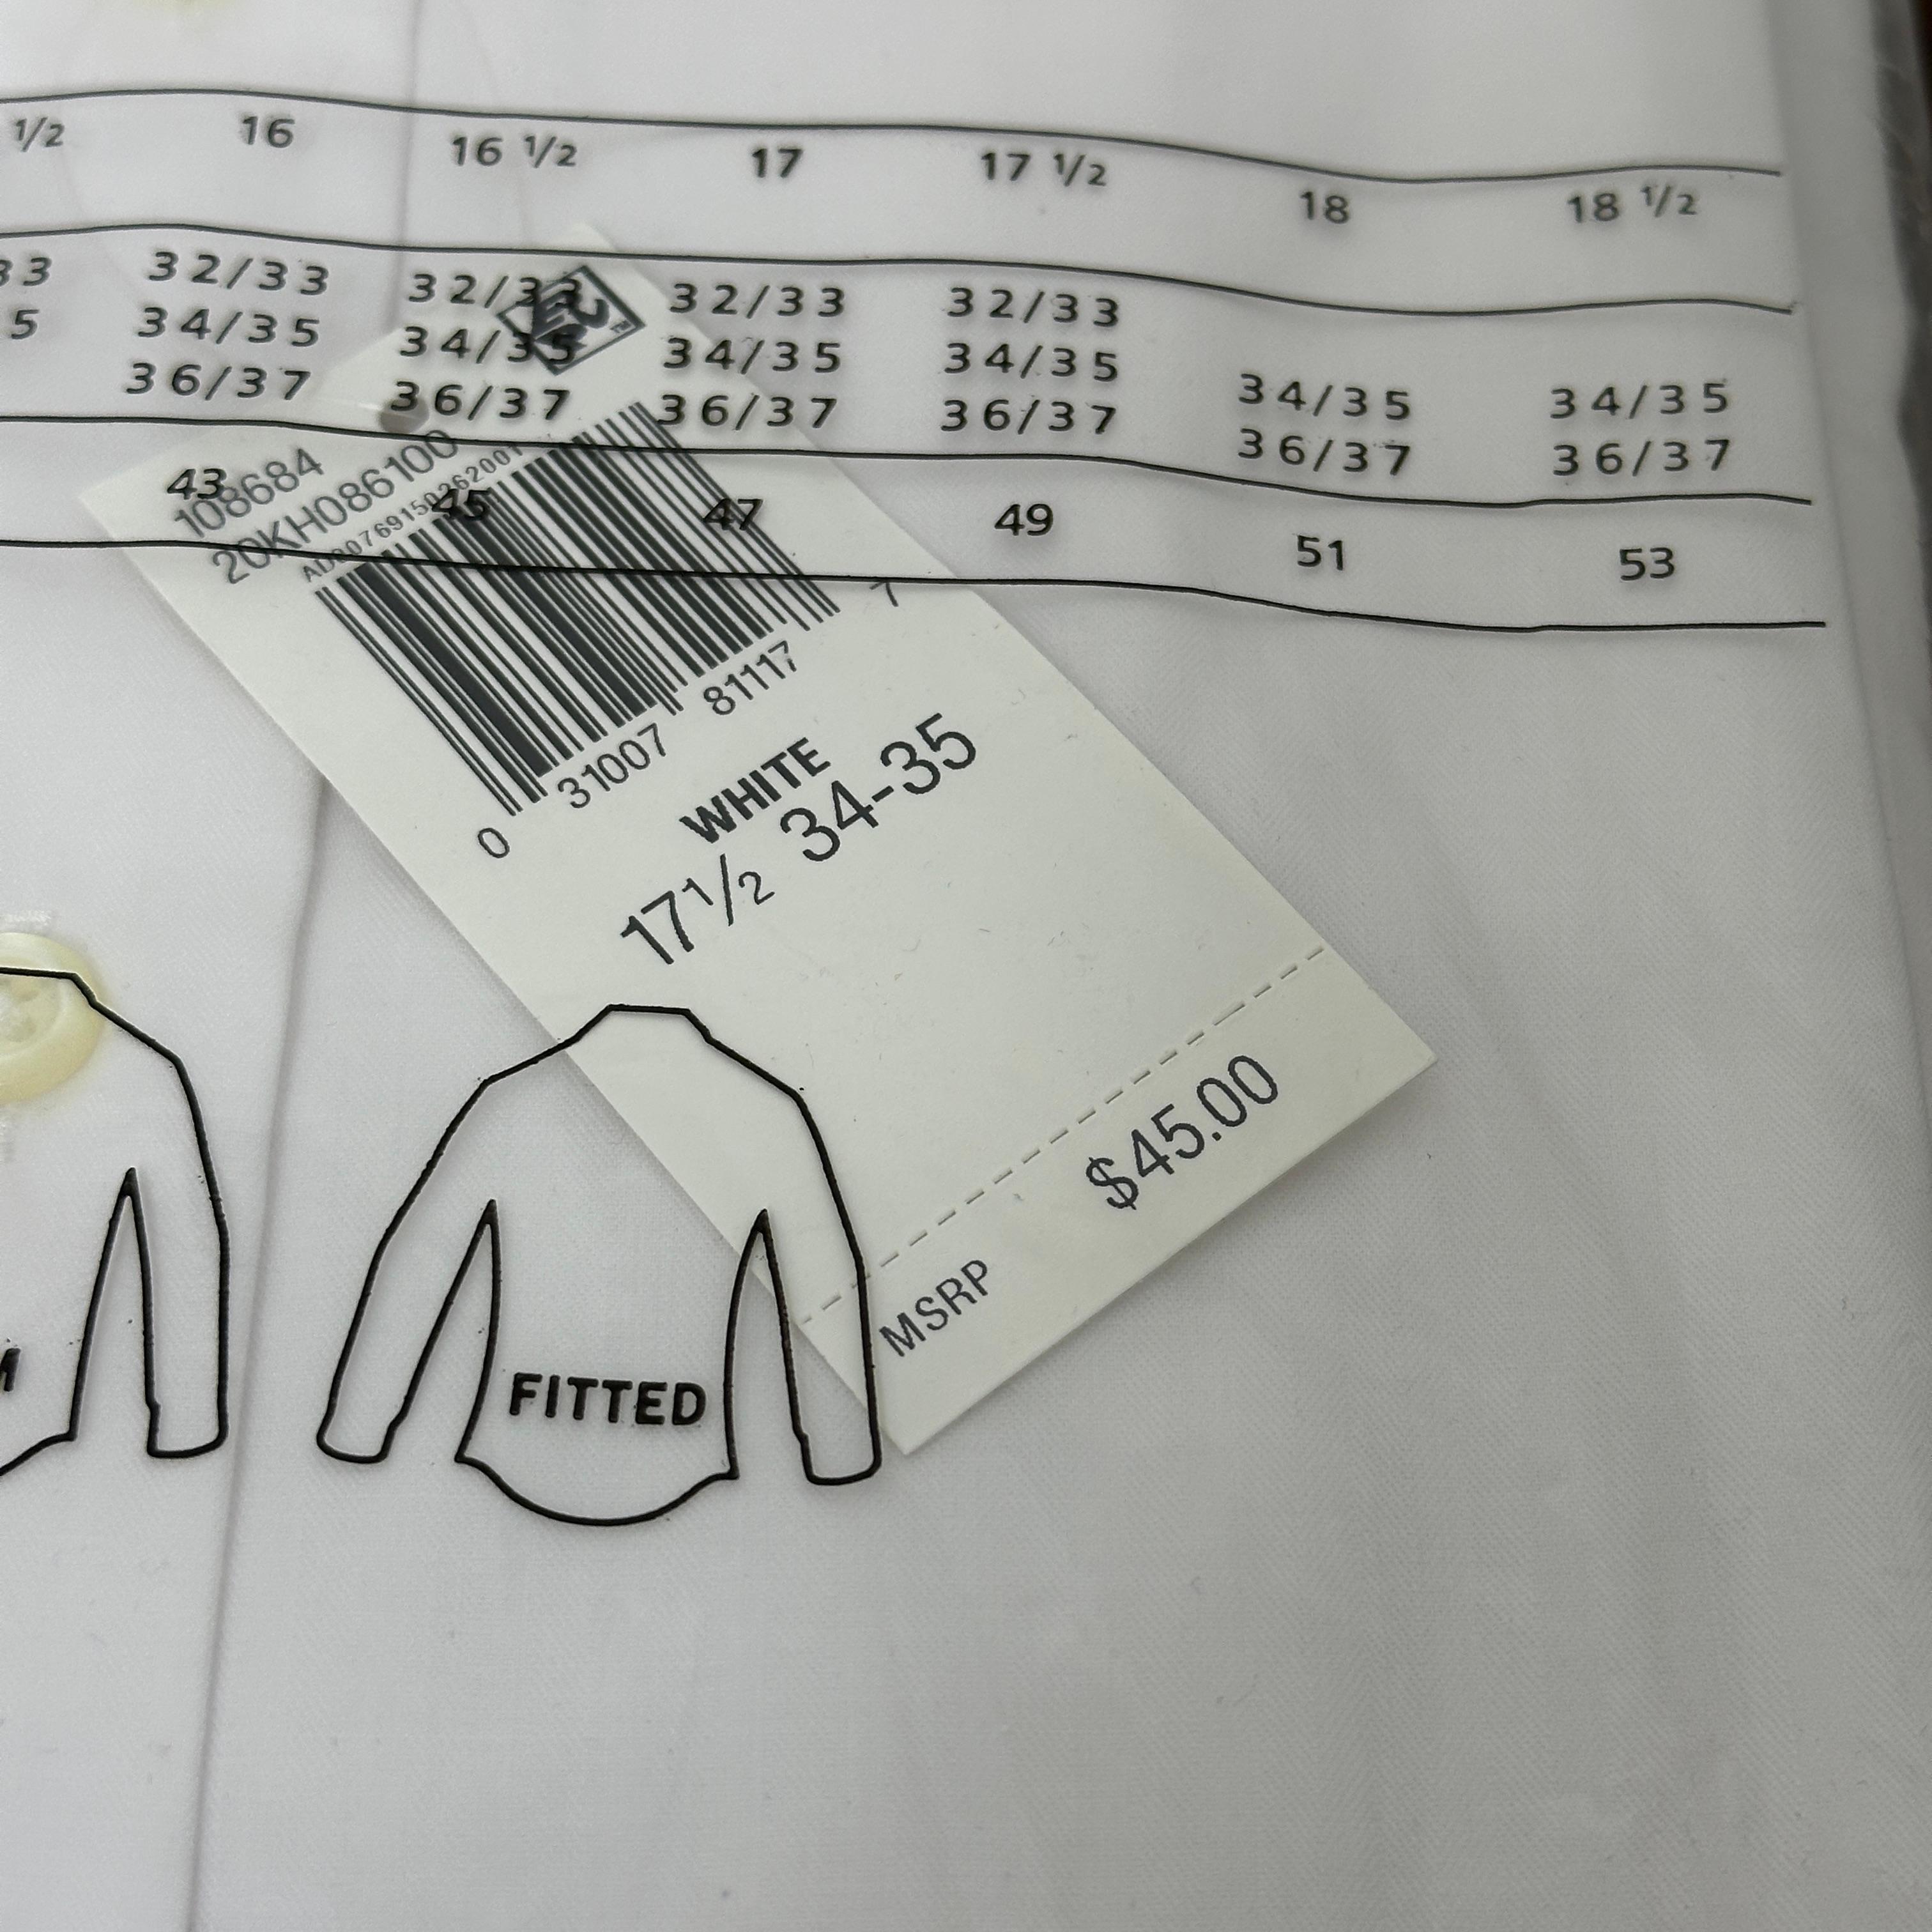 1/2 16 16 1/2 17 17 1/2 18 18 1/2
33 32/33 32/33 32/33 32/33
5 34/35 34/35 34/35 34/35 34/35 34/35
36/37 36/37 36/37 36/37 36/37 36/37
43 45 47 49 51 53
108684
20KH086100
0 31007 81117 7
WHITE
17 1/2 34-35
MSRP $45.00
FITTED